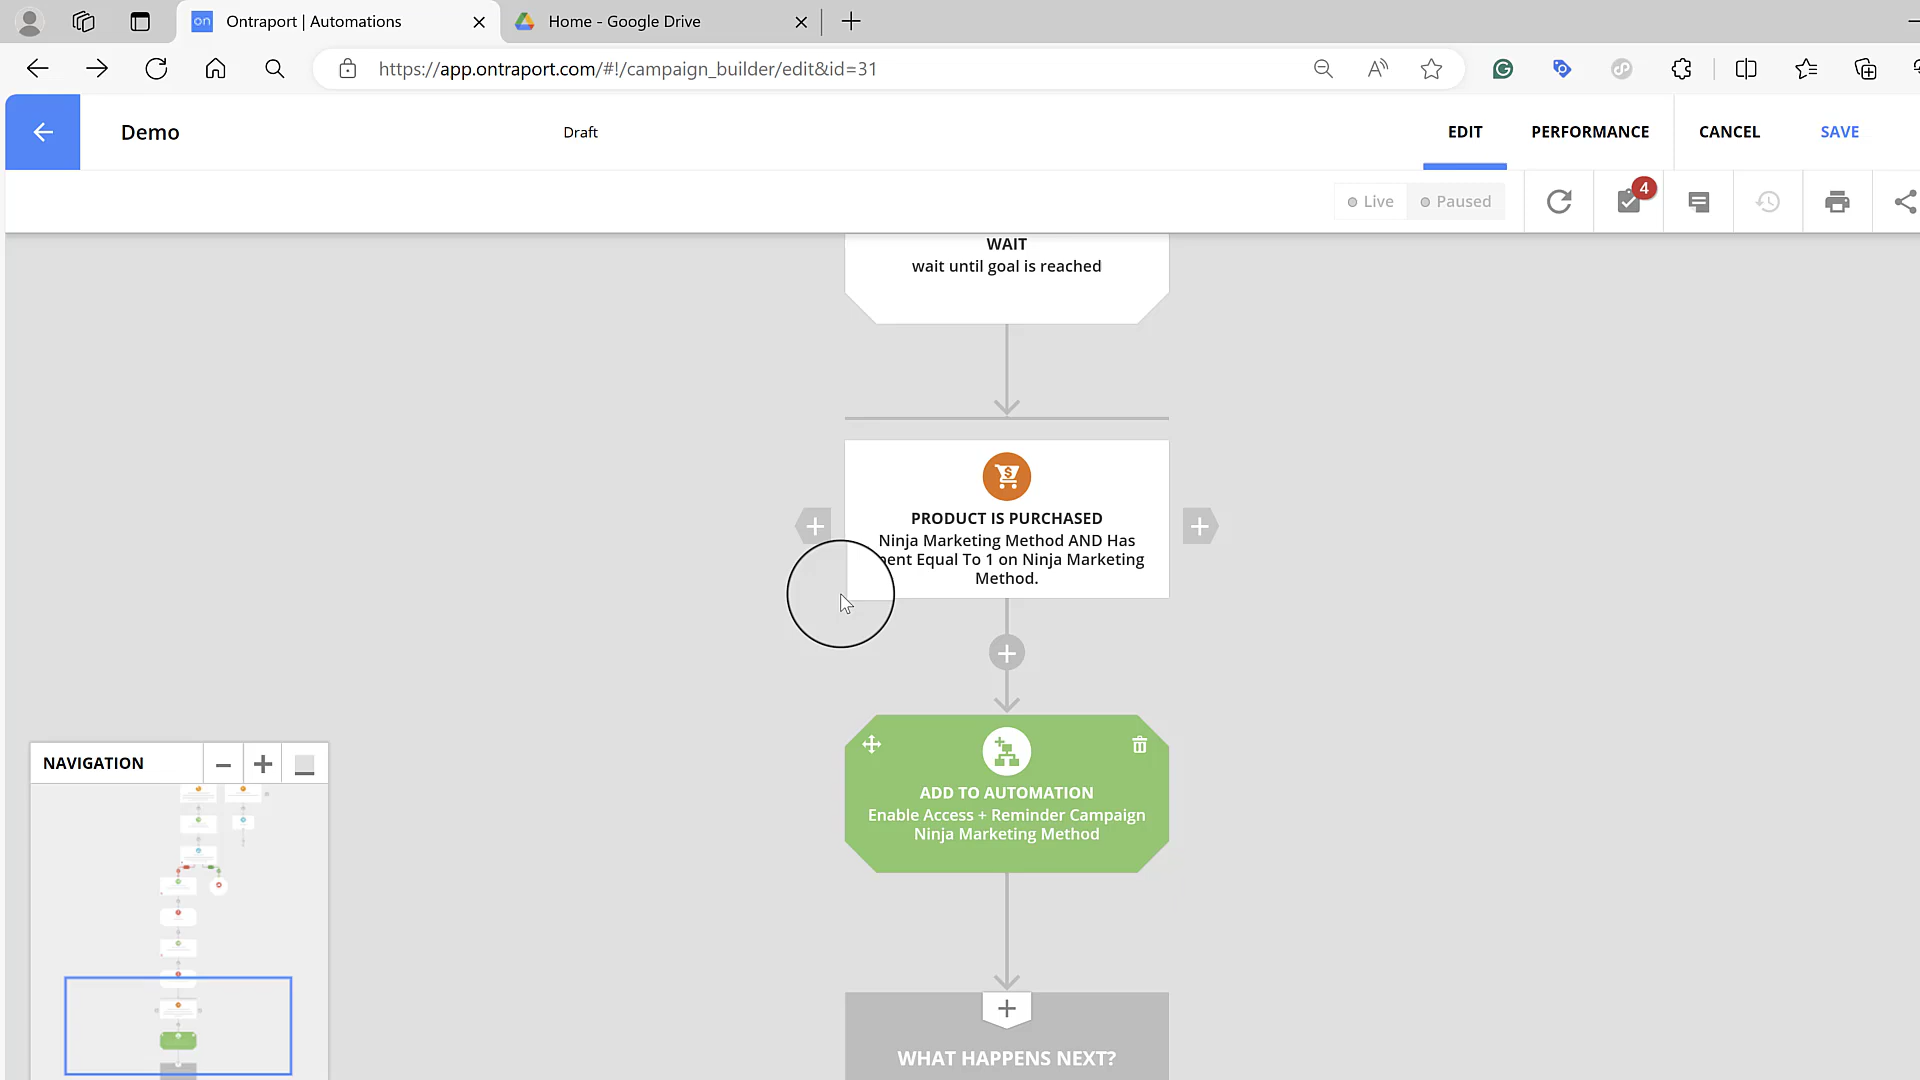 Ontraport | Automations
Home - Google Drive
https://app.ontraport.com/#!/campaign_builder/edit&id=31
Demo
Draft
EDIT
PERFORMANCE
CANCEL
SAVE
Live
Paused
4
WAIT
wait until goal is reached
PRODUCT IS PURCHASED
Ninja Marketing Method AND Has
pent Equal To 1 on Ninja Marketing
Method.
ADD TO AUTOMATION
Enable Access + Reminder Campaign
Ninja Marketing Method
WHAT HAPPENS NEXT?
NAVIGATION